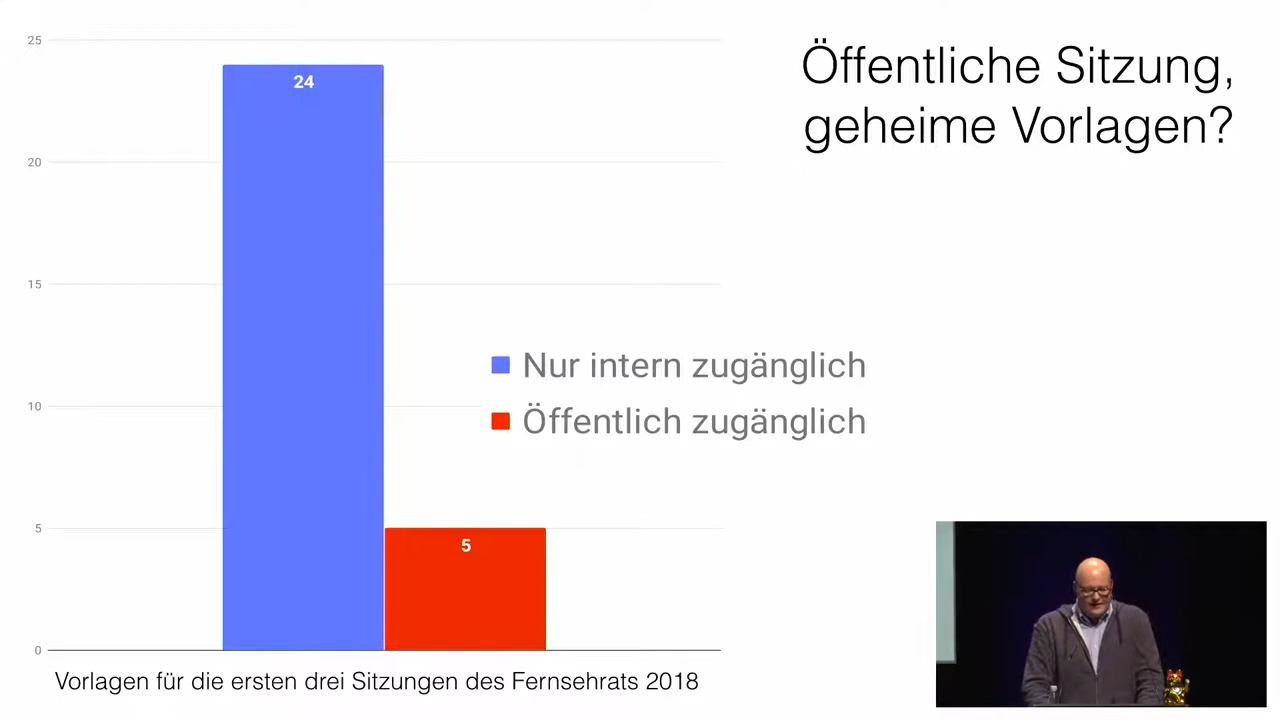 Öffentliche Sitzung,
geheime Vorlagen?
25
20
15
10
5
0
24
5
Nur intern zugänglich
Öffentlich zugänglich
Vorlagen für die ersten drei Sitzungen des Fernsehrats 2018